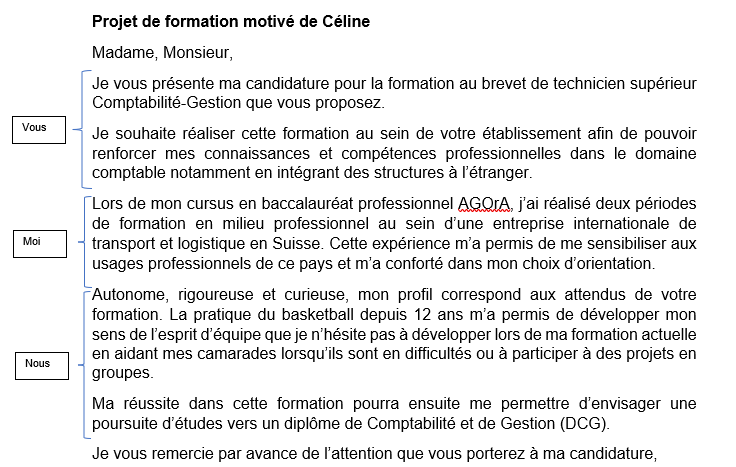 Projet de formation motivé de Céline
Madame, Monsieur,
Je vous présente ma candidature pour la formation au brevet de technicien supérieur
Comptabilité-Gestion que vous proposez.
Vous
Je souhaite réaliser cette formation au sein de votre établissement afin de pouvoir
renforcer mes connaissances et compétences professionnelles dans le domaine
comptable notamment en intégrant des structures à l'étranger.
Lors de mon cursus en baccalauréat professionnel AGOrA, j'ai réalisé deux périodes
de formation en milieu professionnel au sein d'une entreprise internationale de
Moi
transport et logistique en Suisse. Cette expérience m'a permis de me sensibiliser aux
usages professionnels de ce pays et m'a conforté dans mon choix d'orientation.
Autonome, rigoureuse et curieuse, mon profil correspond aux attendus de votre
formation. La pratique du basketball depuis 12 ans m'a permis de développer mon
sens de l'esprit d'équipe que je n'hésite pas à développer lors de ma formation actuelle
Nous
en aidant mes camarades lorsqu'ils sont en difficultés ou à participer à des projets en
groupes.
Ma réussite dans cette formation pourra ensuite me permettre d'envisager une
poursuite d'études vers un diplôme de Comptabilité et de Gestion (DCG).
Je vous remercie par avance de l'attention que vous porterez à ma candidature,